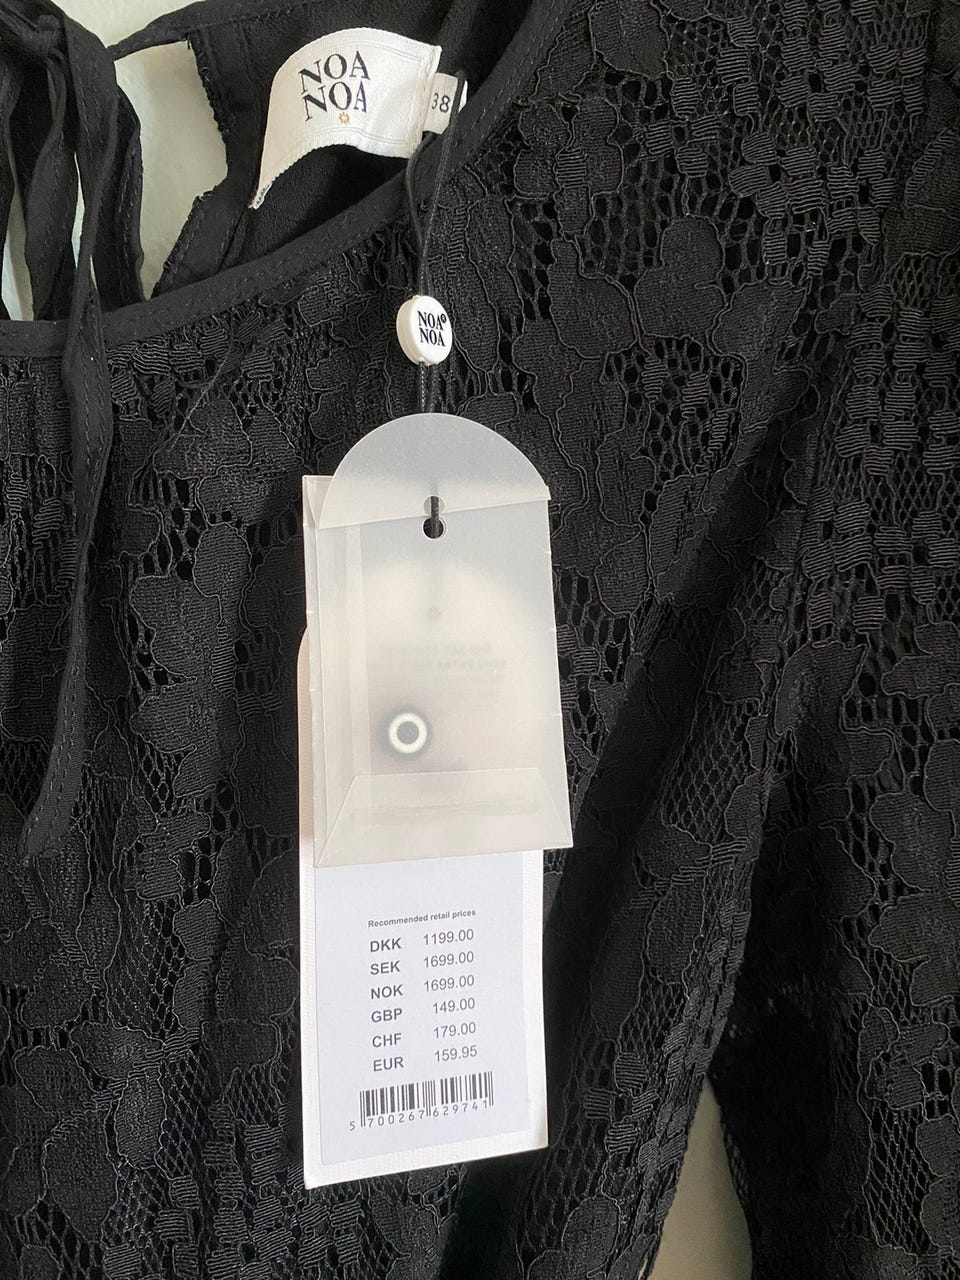 NOA
NOA
38
NOA
NOA
Recommended retail prices
DKK 1199.00
SEK 1699.00
NOK 1699.00
GBP 149.00
CHF 179.00
EUR 159.95
5 700267 629741